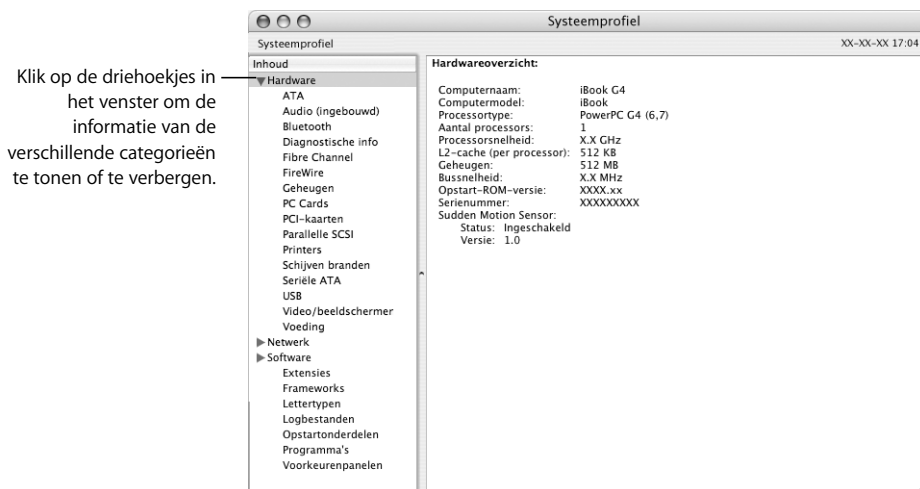 Systeemprofiel
Systeemprofiel XX-XX-XX 17:04
Klik op de driehoekjes in
het venster om de
informatie van de
verschillende categorieën
te tonen of te verbergen.
Inhoud
Hardware
ATA
Audio (ingebouwd)
Bluetooth
Diagnostische info
Fibre Channel
FireWire
Geheugen
PC Cards
PCI-kaarten
Parallelle SCSI
Printers
Schijven branden
Seriële ATA
USB
Video/beeldschermer
Voeding
Netwerk
Software
Extensies
Frameworks
Lettertypen
Logbestanden
Opstartonderdelen
Programma's
Voorkeurenpanelen
Hardwareoverzicht:
Computernaam: iBook G4
Computermodel: iBook
Processortype: PowerPC G4 (6,7)
Aantal processors: 1
Processorsnelheid: X.X GHz
L2-cache (per processor): 512 KB
Geheugen: 512 MB
Bussnelheid: X.X MHz
Opstart-ROM-versie: XXXX.xx
Serienummer: XXXXXXXXX
Sudden Motion Sensor:
Status: Ingeschakeld
Versie: 1.0